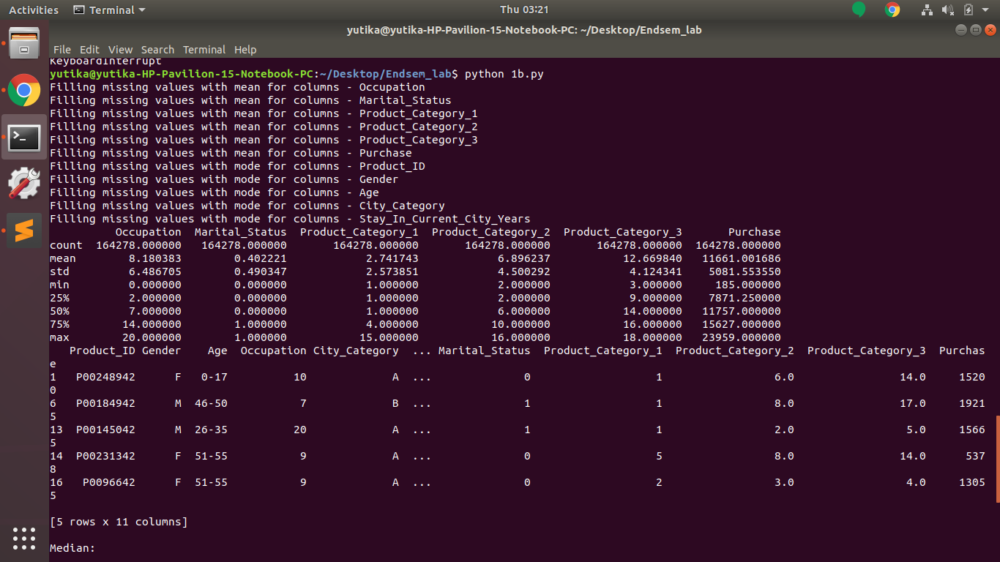 Activities Terminal Thu 03:21
yutika@yutika-HP-Pavilion-15-Notebook-PC: ~/Desktop/Endsem_lab
File Edit View Search Terminal Help
KeyboardInterrupt
yutika@yutika-HP-Pavilion-15-Notebook-PC:~/Desktop/Endsem_lab$ python 1b.py
Filling missing values with mean for columns - Occupation
Filling missing values with mean for columns - Marital_Status
Filling missing values with mean for columns - Product_Category_1
Filling missing values with mean for columns - Product_Category_2
Filling missing values with mean for columns - Product_Category_3
Filling missing values with mean for columns - Purchase
Filling missing values with mode for columns - Product_ID
Filling missing values with mode for columns - Gender
Filling missing values with mode for columns - Age
Filling missing values with mode for columns - City_Category
Filling missing values with mode for columns - Stay_In_Current_City_Years
Occupation Marital_Status Product_Category_1 Product_Category_2 Product_Category_3 Purchase
count 164278.000000 164278.000000 164278.000000 164278.000000 164278.000000 164278.000000
mean 8.180383 0.402221 2.741743 6.896237 12.669840 11661.001686
std 6.486705 0.490347 2.573851 4.500292 4.124341 5081.553550
min 0.000000 0.000000 1.000000 2.000000 3.000000 185.000000
25% 2.000000 0.000000 1.000000 2.000000 9.000000 7871.250000
50% 7.000000 0.000000 1.000000 6.000000 14.000000 11757.000000
75% 14.000000 1.000000 4.000000 10.000000 16.000000 15627.000000
max 20.000000 1.000000 15.000000 16.000000 18.000000 23959.000000
Product_ID Gender Age Occupation City_Category ... Marital_Status Product_Category_1 Product_Category_2 Product_Category_3 Purchas
e
1 P00248942 F 0-17 10 A ... 0 1 6.0 14.0 1520
0
6 P00184942 M 46-50 7 B ... 1 1 8.0 17.0 1921
5
13 P00145042 M 26-35 20 A ... 1 1 2.0 5.0 1566
5
14 P00231342 F 51-55 9 A ... 0 5 8.0 14.0 537
8
16 P0096642 F 51-55 9 A ... 0 2 3.0 4.0 1305
5
[5 rows x 11 columns]
Median: